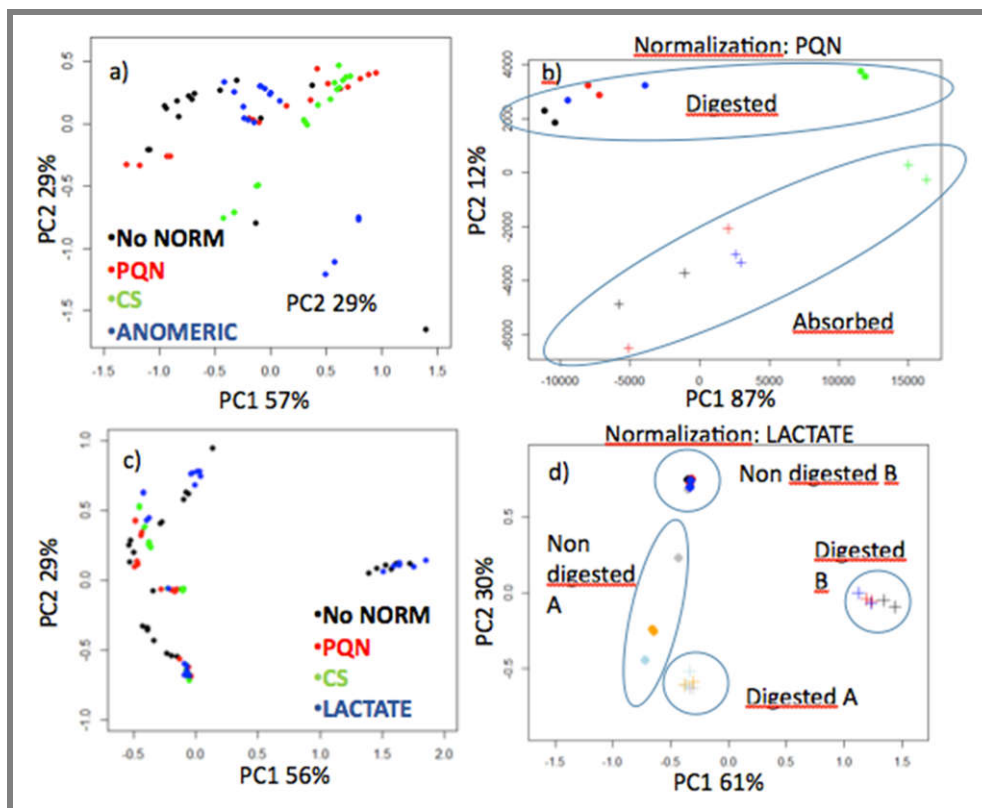 a)
0.5
0.0
-0.5
-1.0
-1.5
PC2 29%
No NORM
PQN
CS
ANOMERIC
PC2 29%
-1.5
-1.0
-0.5
0.0
0.5
1.0
1.5
PC1 57%
Normalization: PQN
b)
4000
2000
0
-2000
-4000
-6000
PC2 12%
Digested
Absorbed
-10000
-5000
0
5000
10000
15000
PC1 87%
c)
1.0
0.5
0.0
-0.5
-1.0
PC2 29%
No NORM
PQN
CS
LACTATE
-0.5
0.0
0.5
1.0
1.5
2.0
PC1 56%
Normalization: LACTATE
d)
0.5
0.0
-0.5
PC2 30%
Non digested B
Non
digested
A
Digested
B
Digested A
-1.5
-1.0
-0.5
0.0
0.5
1.0
1.5
PC1 61%